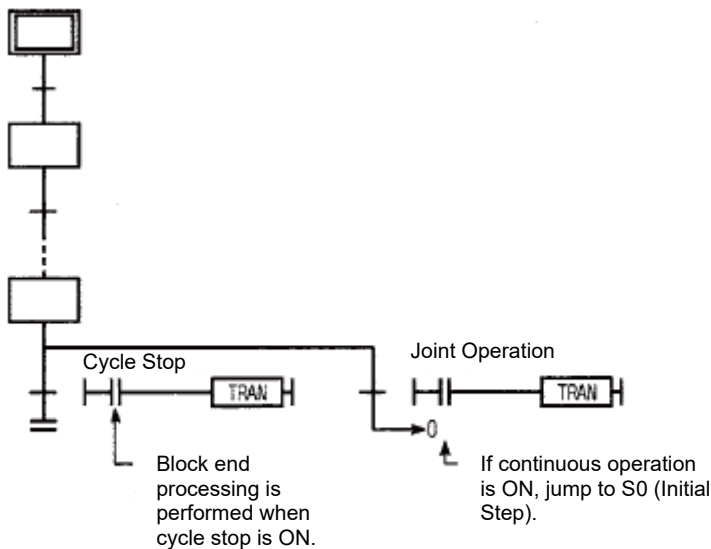 Cycle Stop
TRAN
Joint Operation
TRAN
0
Block end
processing is
performed when
cycle stop is ON.
If continuous operation
is ON, jump to S0 (Initial
Step).